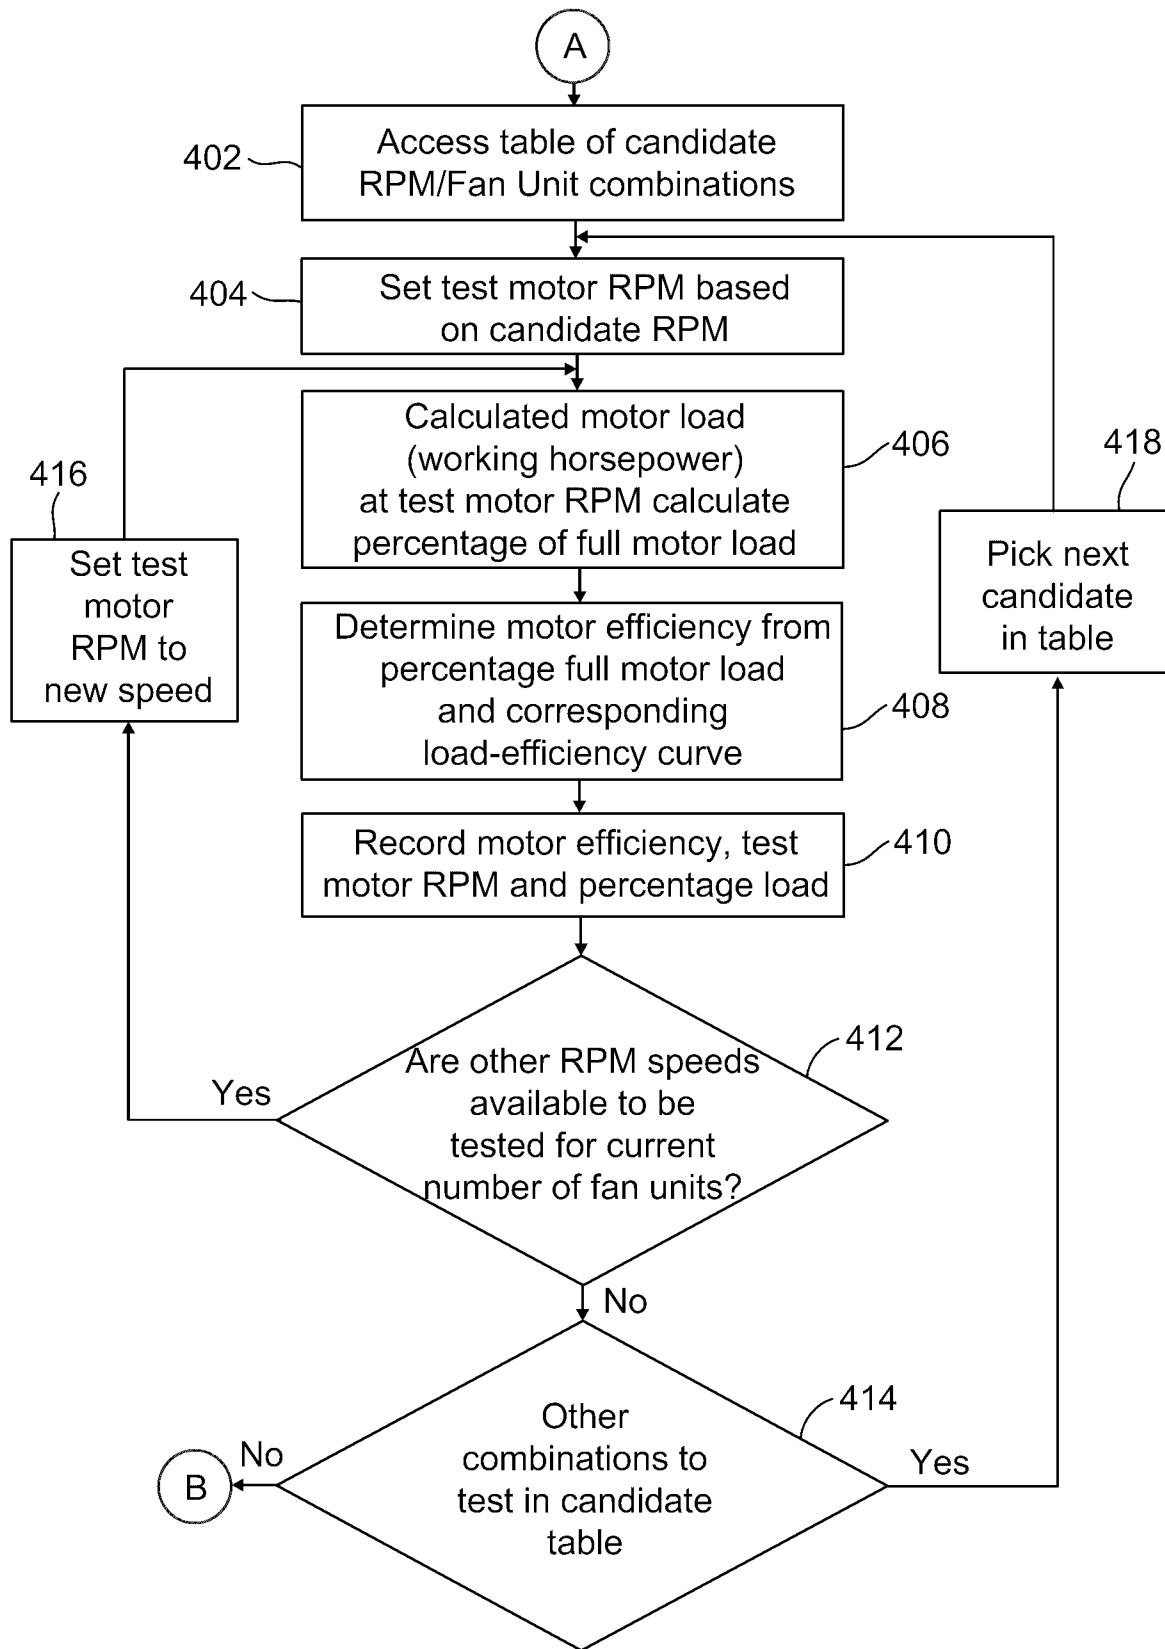 A
402
Access table of candidate
RPM/Fan Unit combinations
404
Set test motor RPM based
on candidate RPM
Calculated motor load
(working horsepower)
at test motor RPM calculate
percentage of full motor load
406
416
Set test
motor
RPM to
new speed
418
Pick next
candidate
in table
Determine motor efficiency from
percentage full motor load
and corresponding
load-efficiency curve
408
Record motor efficiency, test
motor RPM and percentage load
410
Are other RPM speeds
available to be
tested for current
number of fan units?
412
Yes
No
Other
combinations to
test in candidate
table
414
No
Yes
B